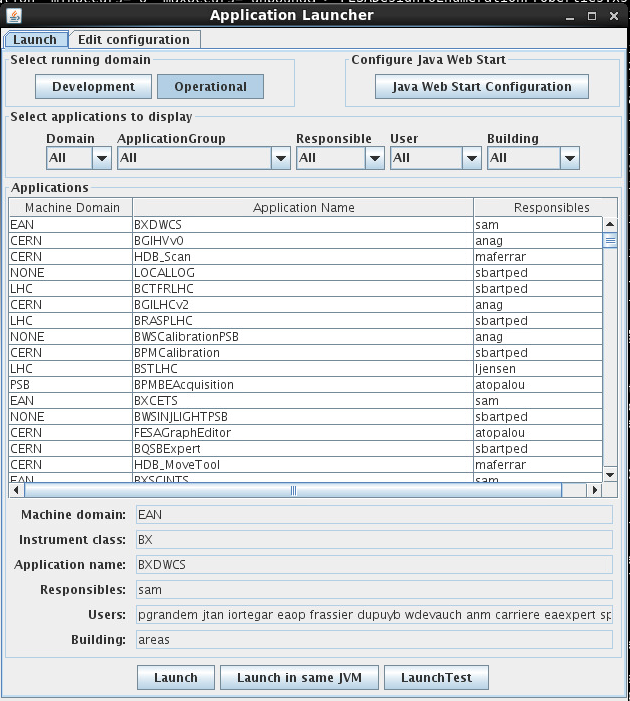 Application Launcher
Launch Edit configuration
Select running domain Configure Java Web Start
Development Operational Java Web Start Configuration
Select applications to display
Domain ApplicationGroup Responsible User Building
All All All All All
Applications
Machine Domain Application Name Responsibles
EAN BXDWCS sam
CERN BGIHVv0 anag
CERN HDB_Scan maferrar
NONE LOCALLOG sbartped
LHC BCTFRLHC sbartped
CERN BGILHCv2 anag
LHC BRASPLHC sbartped
NONE BWSCalibrationPSB anag
CERN BPMCalibration sbartped
LHC BSTLHC ljensen
PSB BPMBEAcquisition atopalou
EAN BXCETS sam
NONE BWSINJLIGHTPSB sbartped
CERN FESAGraphEditor atopalou
CERN BQSBExpert sbartped
CERN HDB_MoveTool maferrar
EAN BXSCINTS sam
Machine domain: EAN
Instrument class: BX
Application name: BXDWCS
Responsibles: sam
Users: pgrandem jtan iortegar eaop frassier dupuyb wdevauch anm carriere eaexpert sp
Building: areas
Launch Launch in same JVM LaunchTest